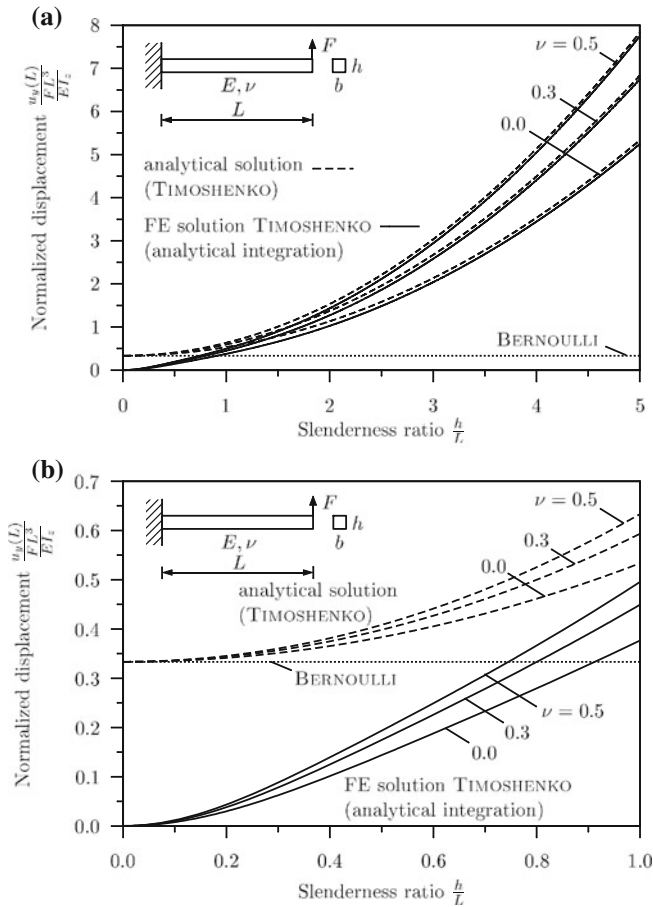 (a)
8
7
6
5
4
3
2
1
0
Normalized displacement u_y(L) / (FL³ / EI_z)
F
h
b
E, ν
L
analytical solution
(TIMOSHENKO)
FE solution TIMOSHENKO
(analytical integration)
ν = 0.5
0.3
0.0
BERNOULLI
0 1 2 3 4 5
Slenderness ratio h/L
(b)
0.7
0.6
0.5
0.4
0.3
0.2
0.1
0.0
Normalized displacement u_y(L) / (FL³ / EI_z)
F
h
b
E, ν
L
analytical solution
(TIMOSHENKO)
ν = 0.5
0.3
0.0
BERNOULLI
ν = 0.5
0.3
0.0
FE solution TIMOSHENKO
(analytical integration)
0.0 0.2 0.4 0.6 0.8 1.0
Slenderness ratio h/L